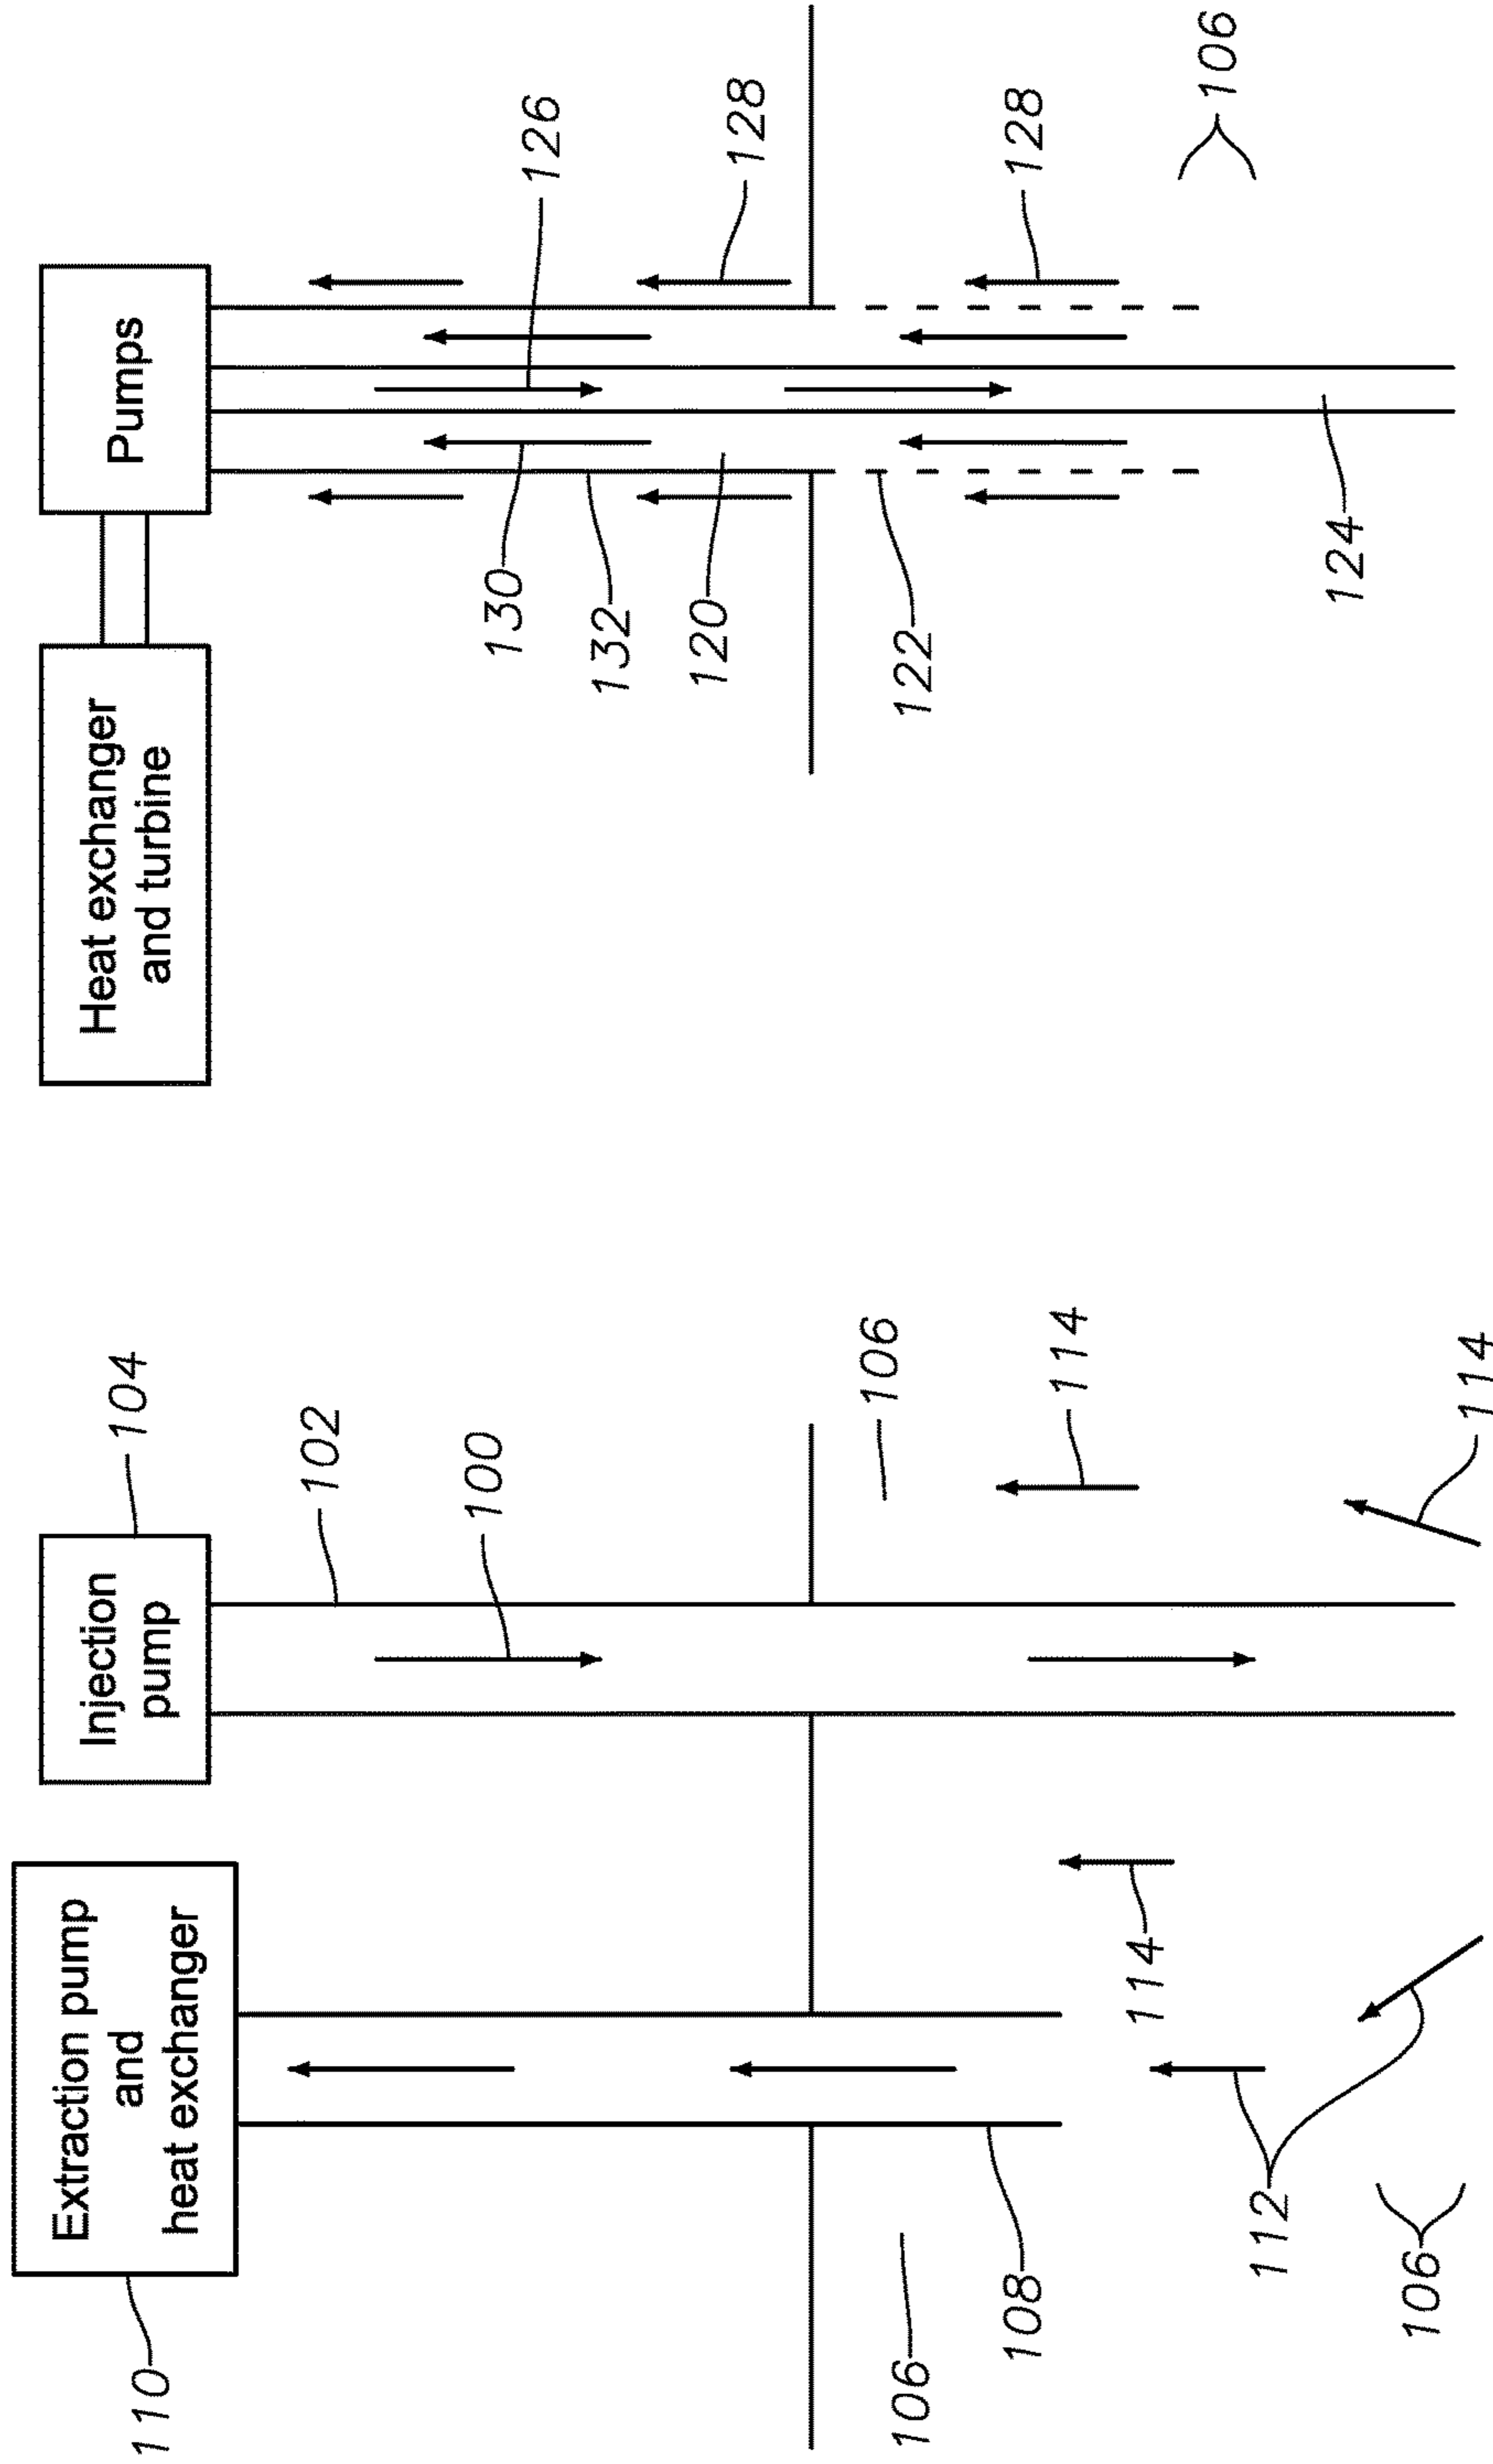 Extraction pump
and
heat exchanger
110
Injection
pump
104
102
100
106
108
106
114
114
114
112
106
Heat exchanger
and turbine
Pumps
126
128
130
132
120
122
128
106
124